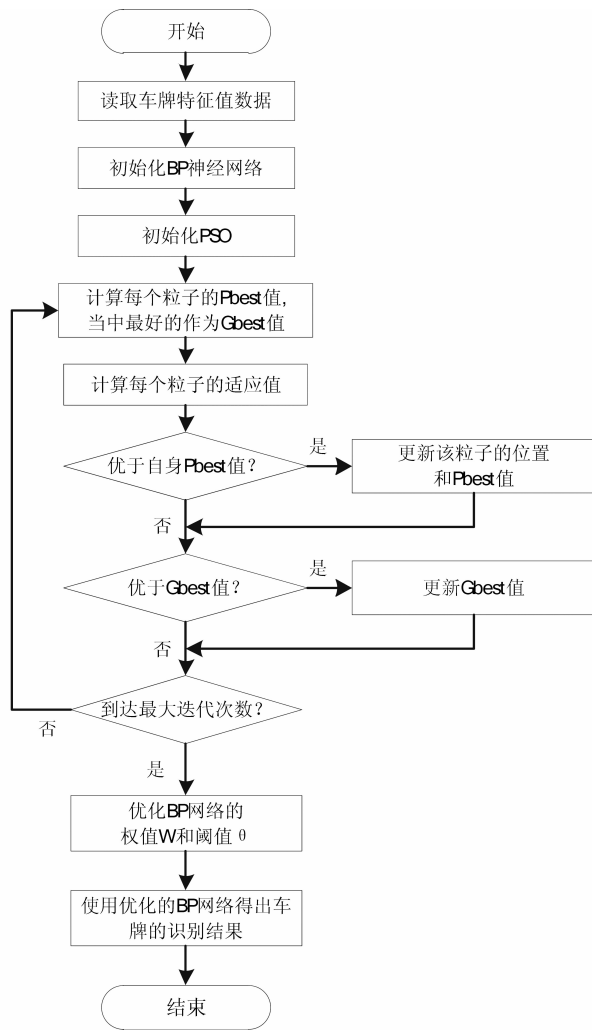 开始
读取车牌特征值数据
初始化BP神经网络
初始化PSO
计算每个粒子的Pbest值,
当中最好的作为Gbest值
计算每个粒子的适应值
优于自身Pbest值?
是
更新该粒子的位置
和Pbest值
否
优于Gbest值?
是
更新Gbest值
否
到达最大迭代次数?
否
是
优化BP网络的
权值W和阈值 θ
使用优化的BP网络得出车
牌的识别结果
结束